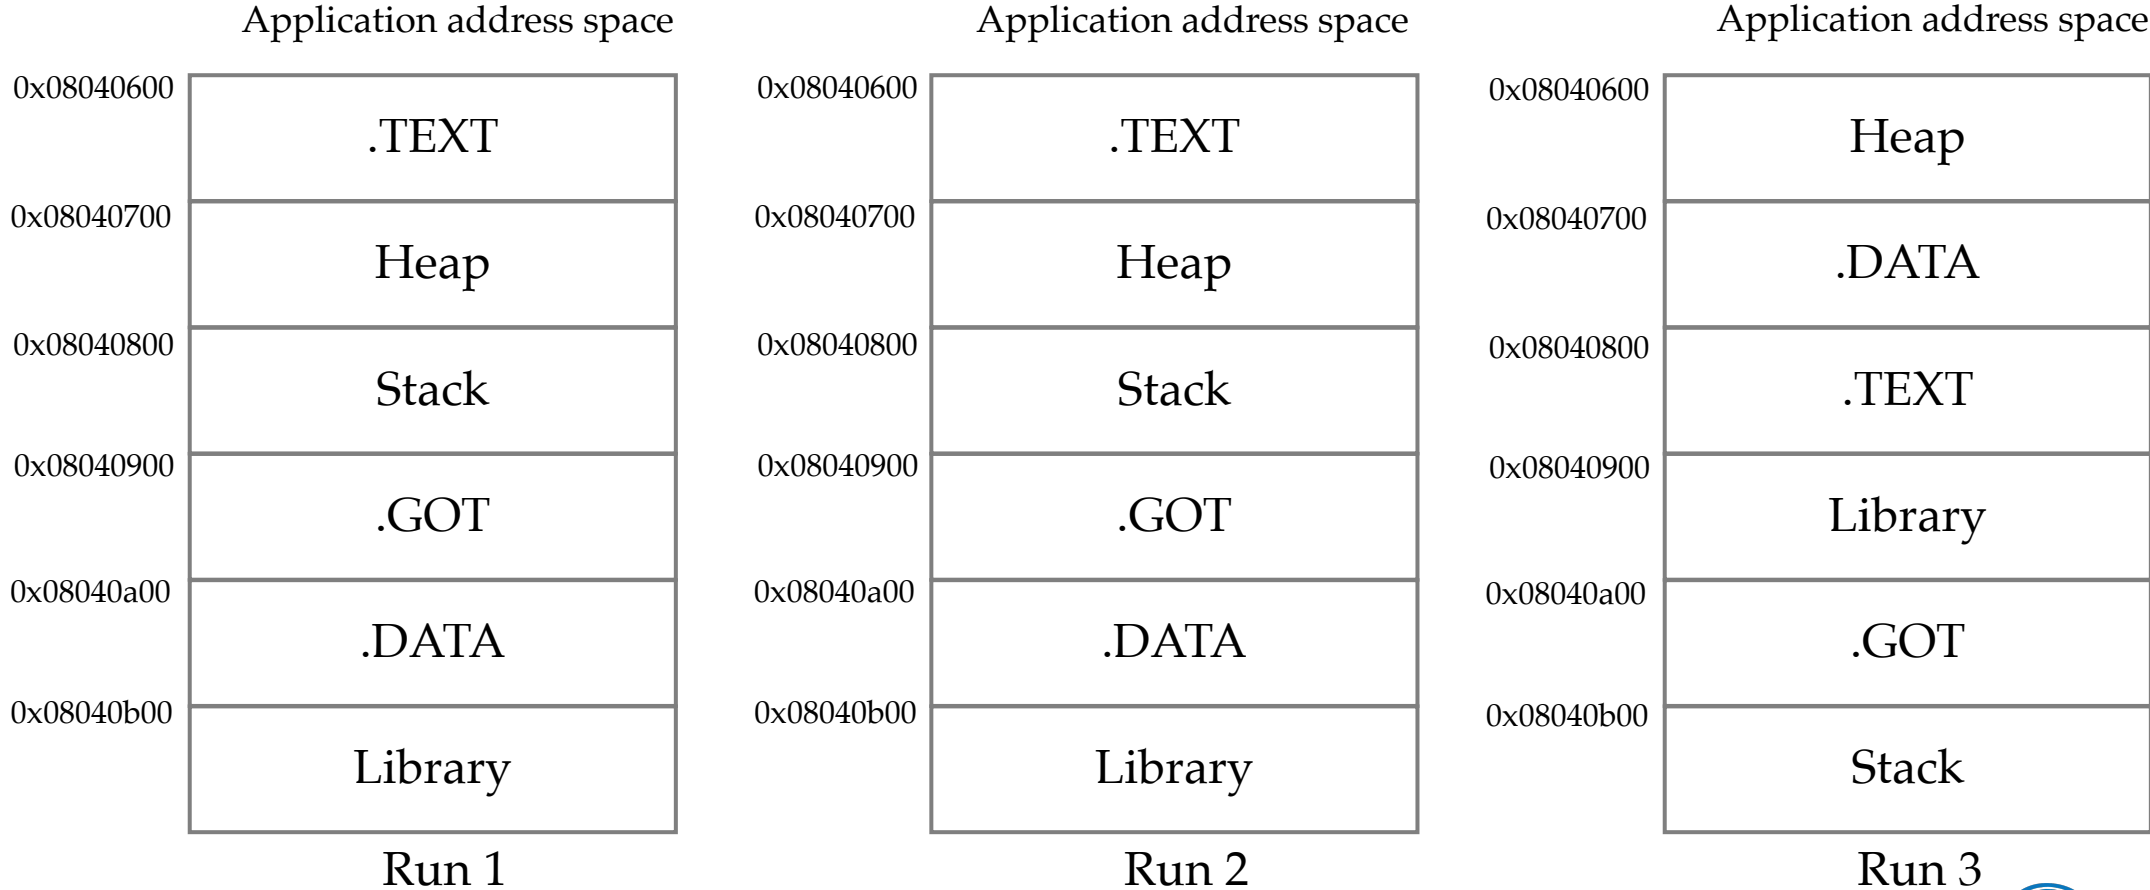 Application address space
0x08040600
.TEXT
0x08040700
Heap
0x08040800
Stack
0x08040900
.GOT
0x08040a00
.DATA
0x08040b00
Library
Run 1
Application address space
0x08040600
.TEXT
0x08040700
Heap
0x08040800
Stack
0x08040900
.GOT
0x08040a00
.DATA
0x08040b00
Library
Run 2
Application address space
0x08040600
Heap
0x08040700
.DATA
0x08040800
.TEXT
0x08040900
Library
0x08040a00
.GOT
0x08040b00
Stack
Run 3